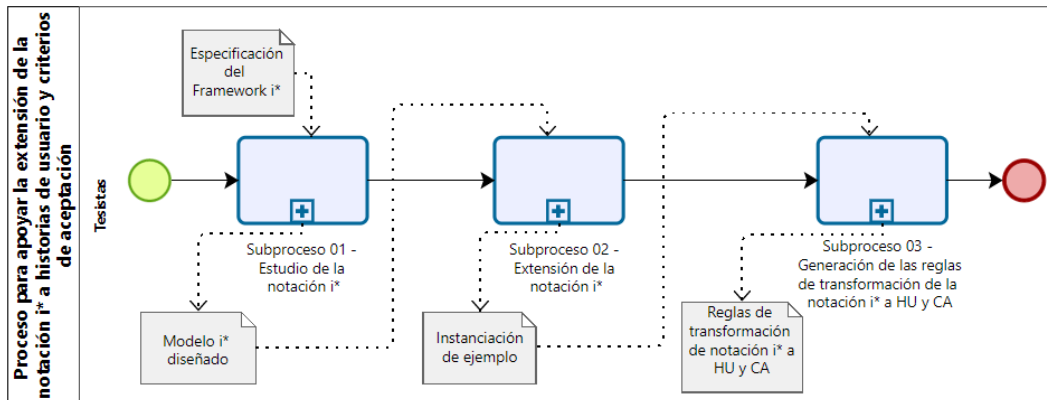 Proceso para apoyar la extensión de la
notación i* a historias de usuario y criterios
de aceptación
Tesistas
Especificación
del
Framework i*
Subproceso 01 -
Estudio de la
notación i*
Modelo i*
diseñado
Subproceso 02 -
Extensión de la
notación i*
Instanciación
de ejemplo
Subproceso 03 -
Generación de las reglas
de transformación de la
notación i* a HU y CA
Reglas de
transformación
de notación i* a
HU y CA